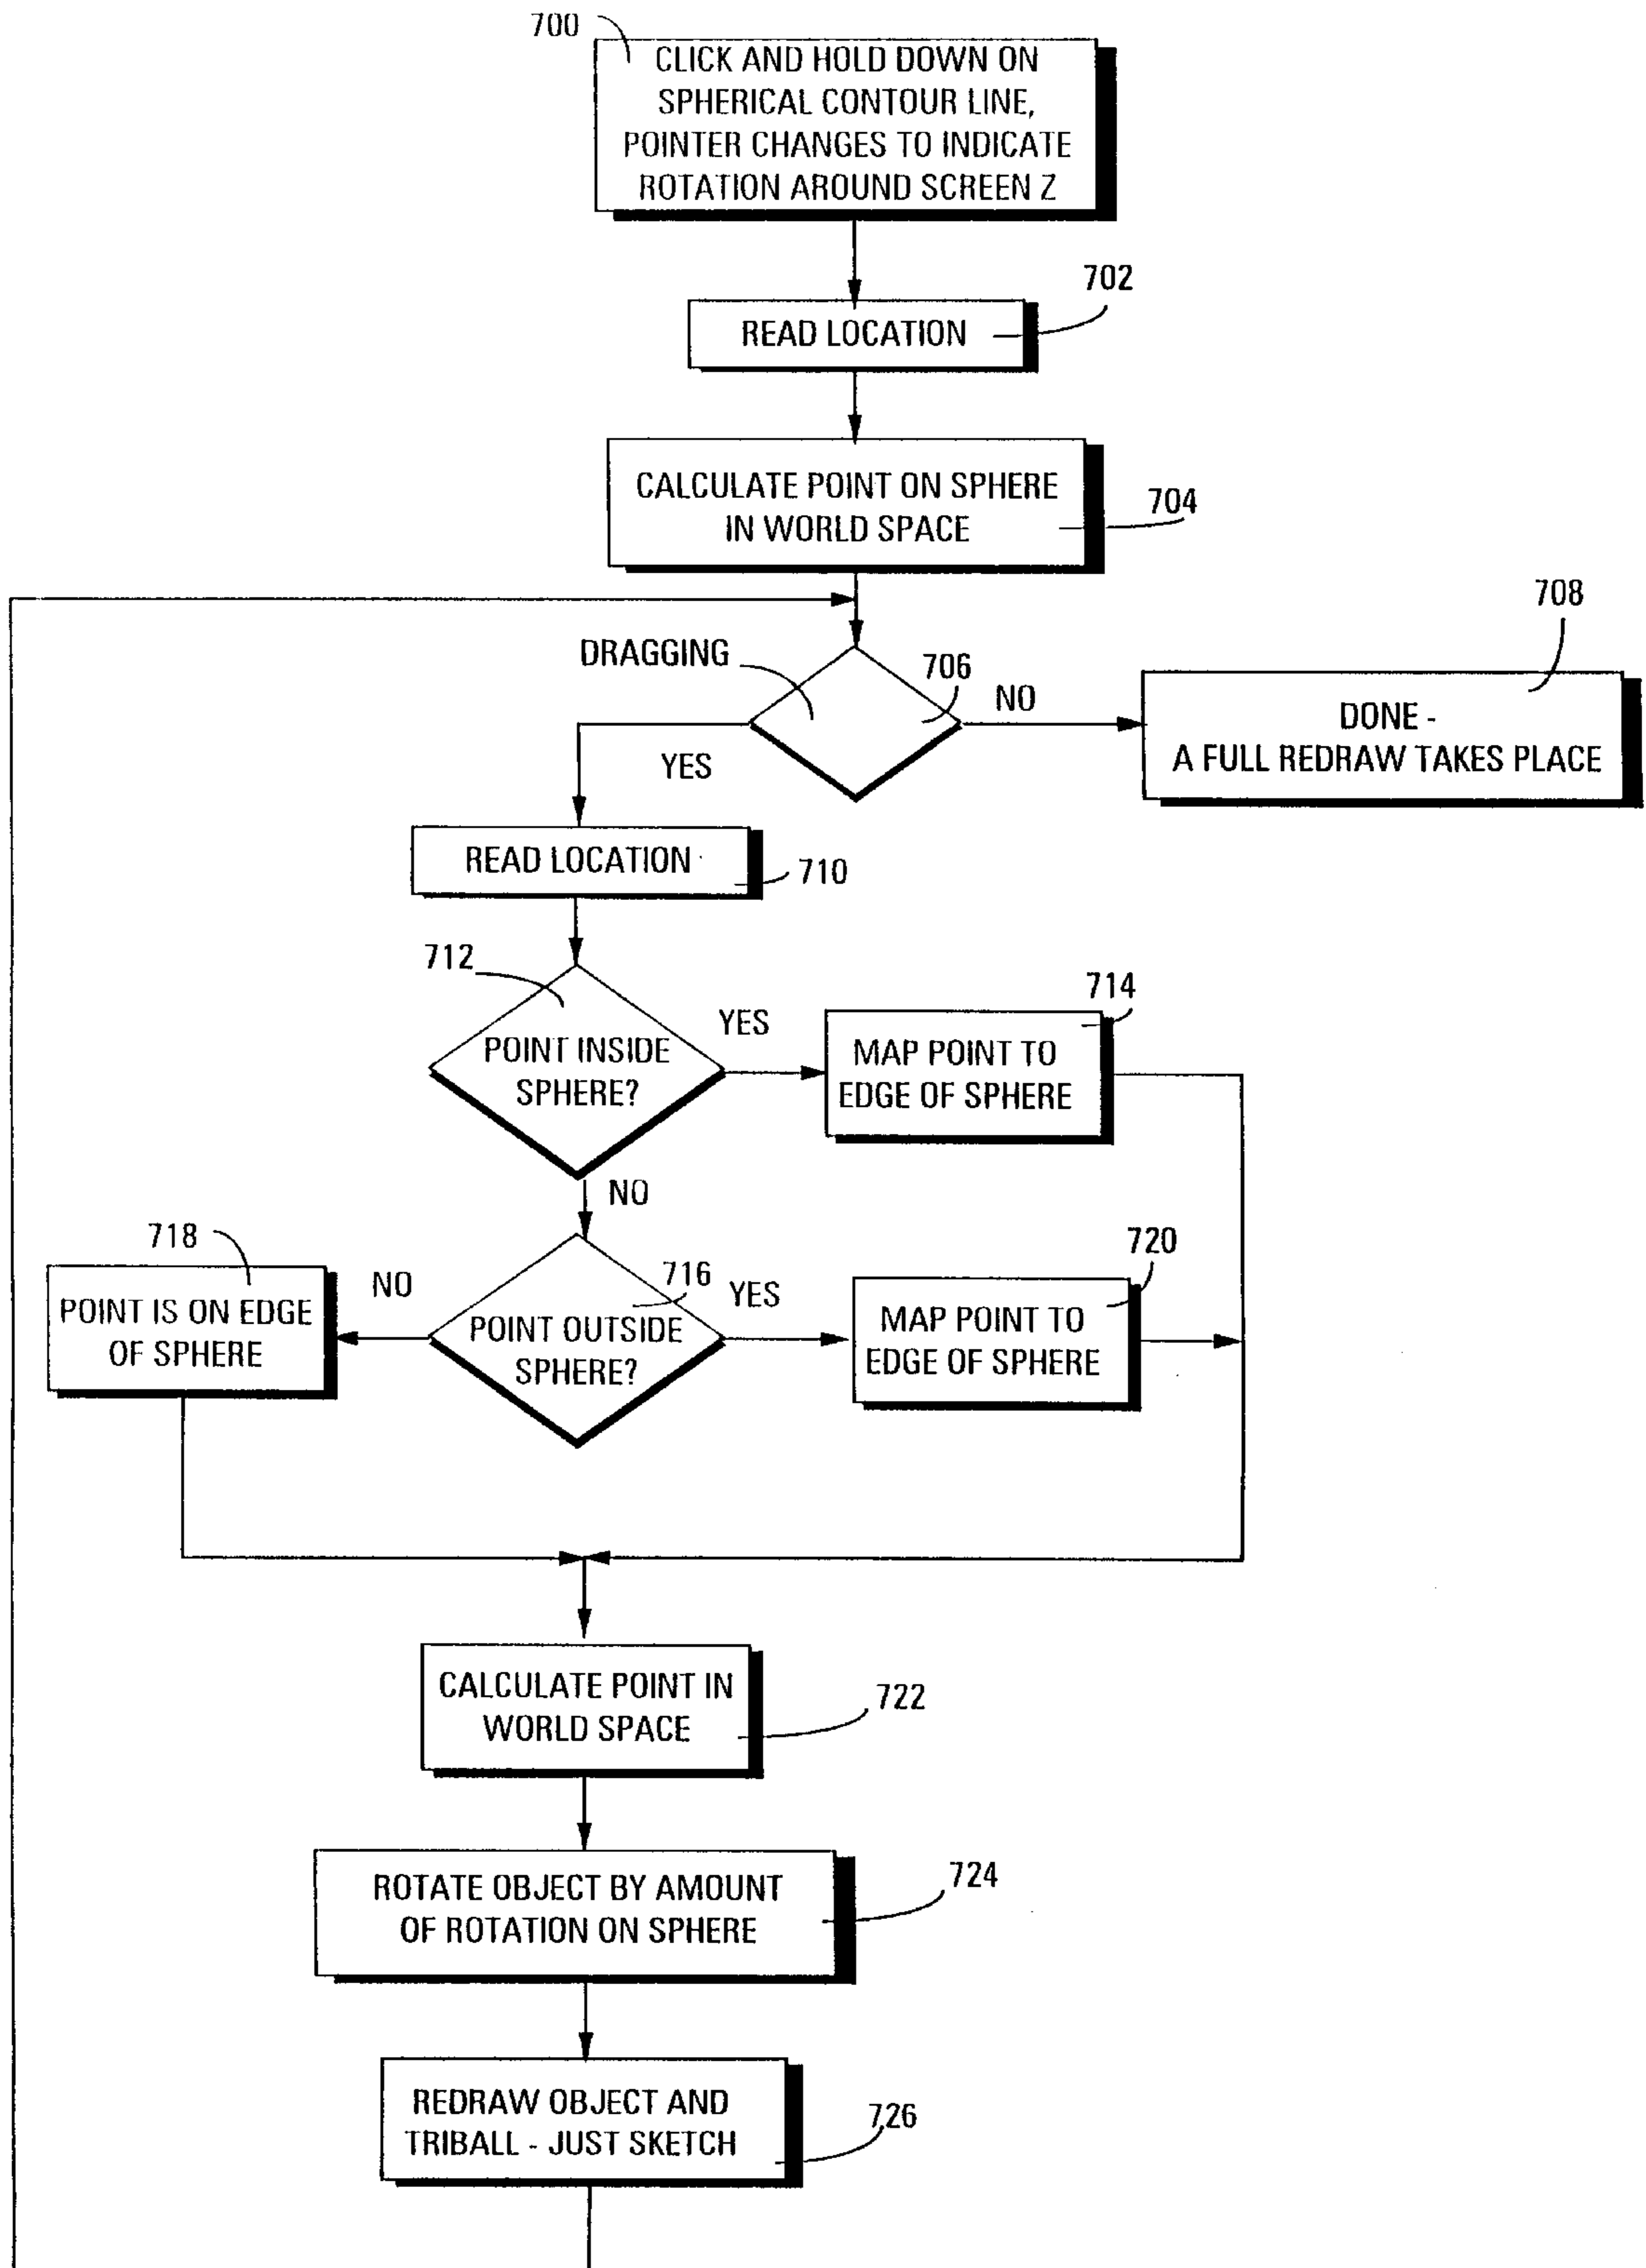 700
CLICK AND HOLD DOWN ON
SPHERICAL CONTOUR LINE,
POINTER CHANGES TO INDICATE
ROTATION AROUND SCREEN Z
702
READ LOCATION
CALCULATE POINT ON SPHERE
IN WORLD SPACE
704
708
DRAGGING
706
NO
DONE -
A FULL REDRAW TAKES PLACE
YES
READ LOCATION
710
712
714
YES
POINT INSIDE
SPHERE?
MAP POINT TO
EDGE OF SPHERE
NO
718
720
716
NO
YES
POINT IS ON EDGE
OF SPHERE
POINT OUTSIDE
SPHERE?
MAP POINT TO
EDGE OF SPHERE
CALCULATE POINT IN
WORLD SPACE
722
ROTATE OBJECT BY AMOUNT
OF ROTATION ON SPHERE
724
REDRAW OBJECT AND
TRIBALL - JUST SKETCH
726